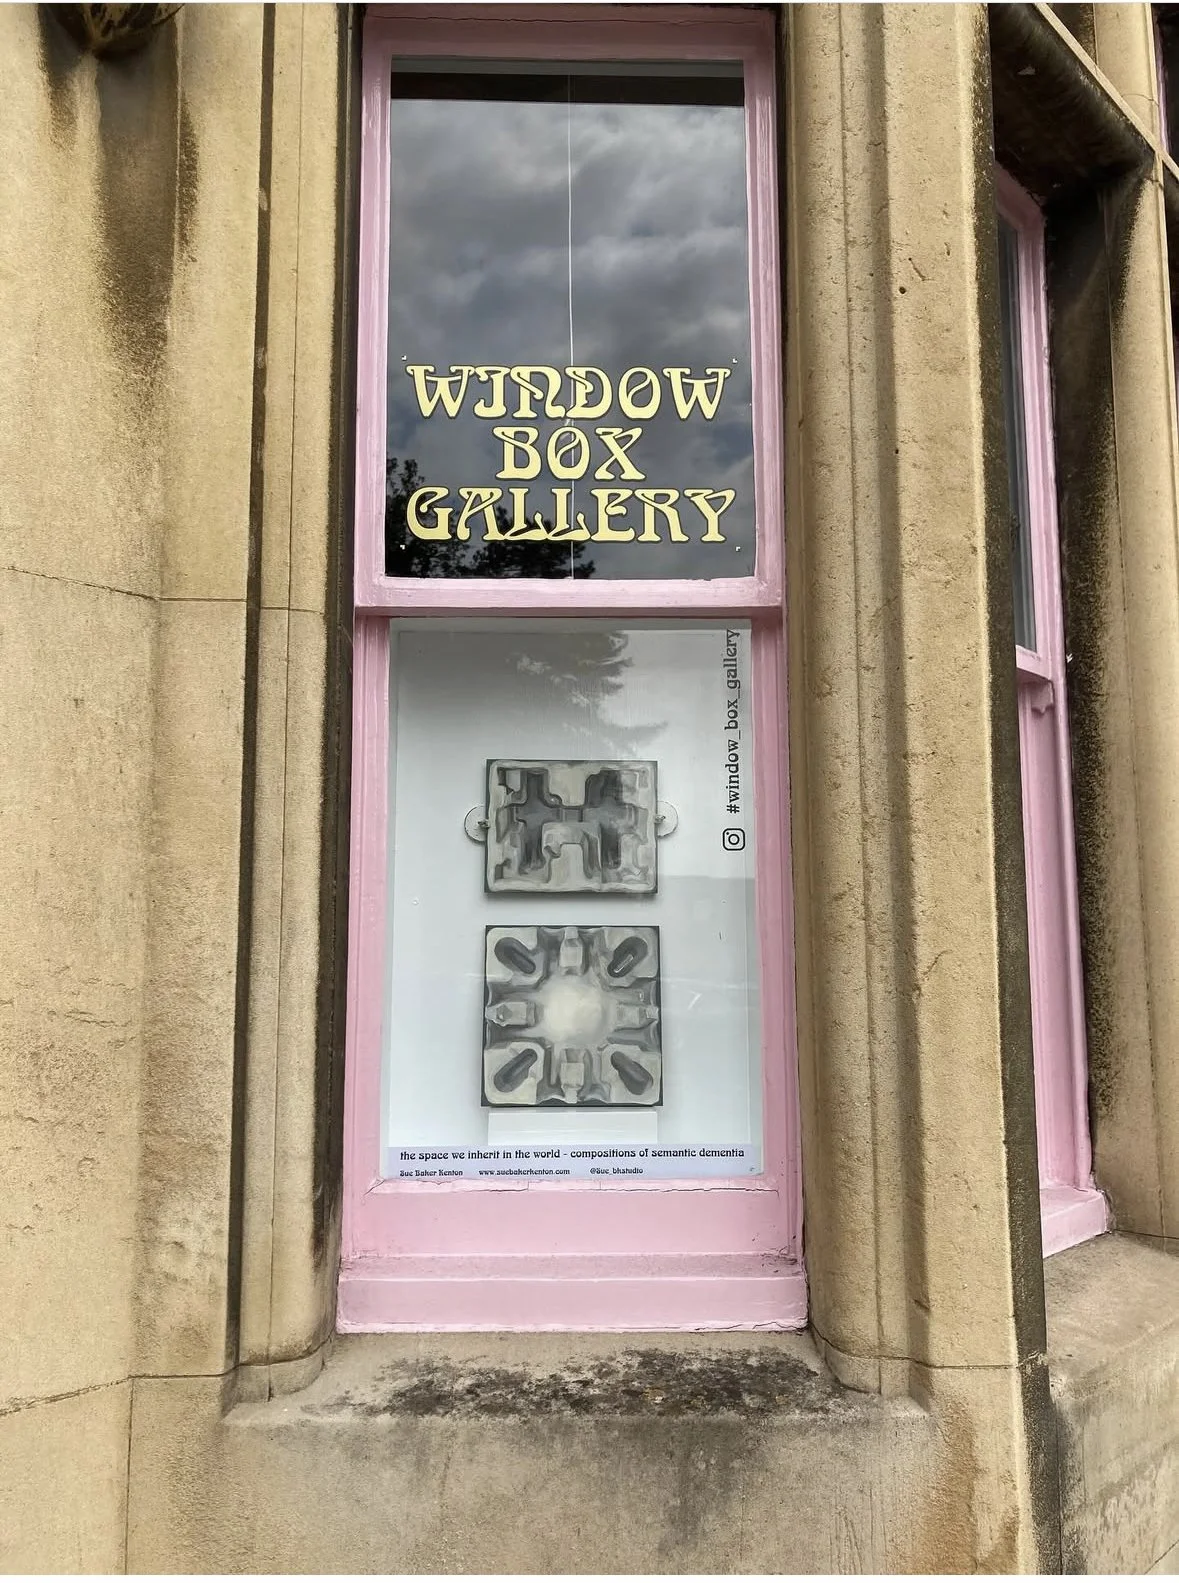 WINDOW
BOX
GALLERY
#window_box_gallery
the space we inherit in the world - compositions of semantic dementia
Sue Baker Kenton www.suebakerkenton.com @Sue_bkstudio